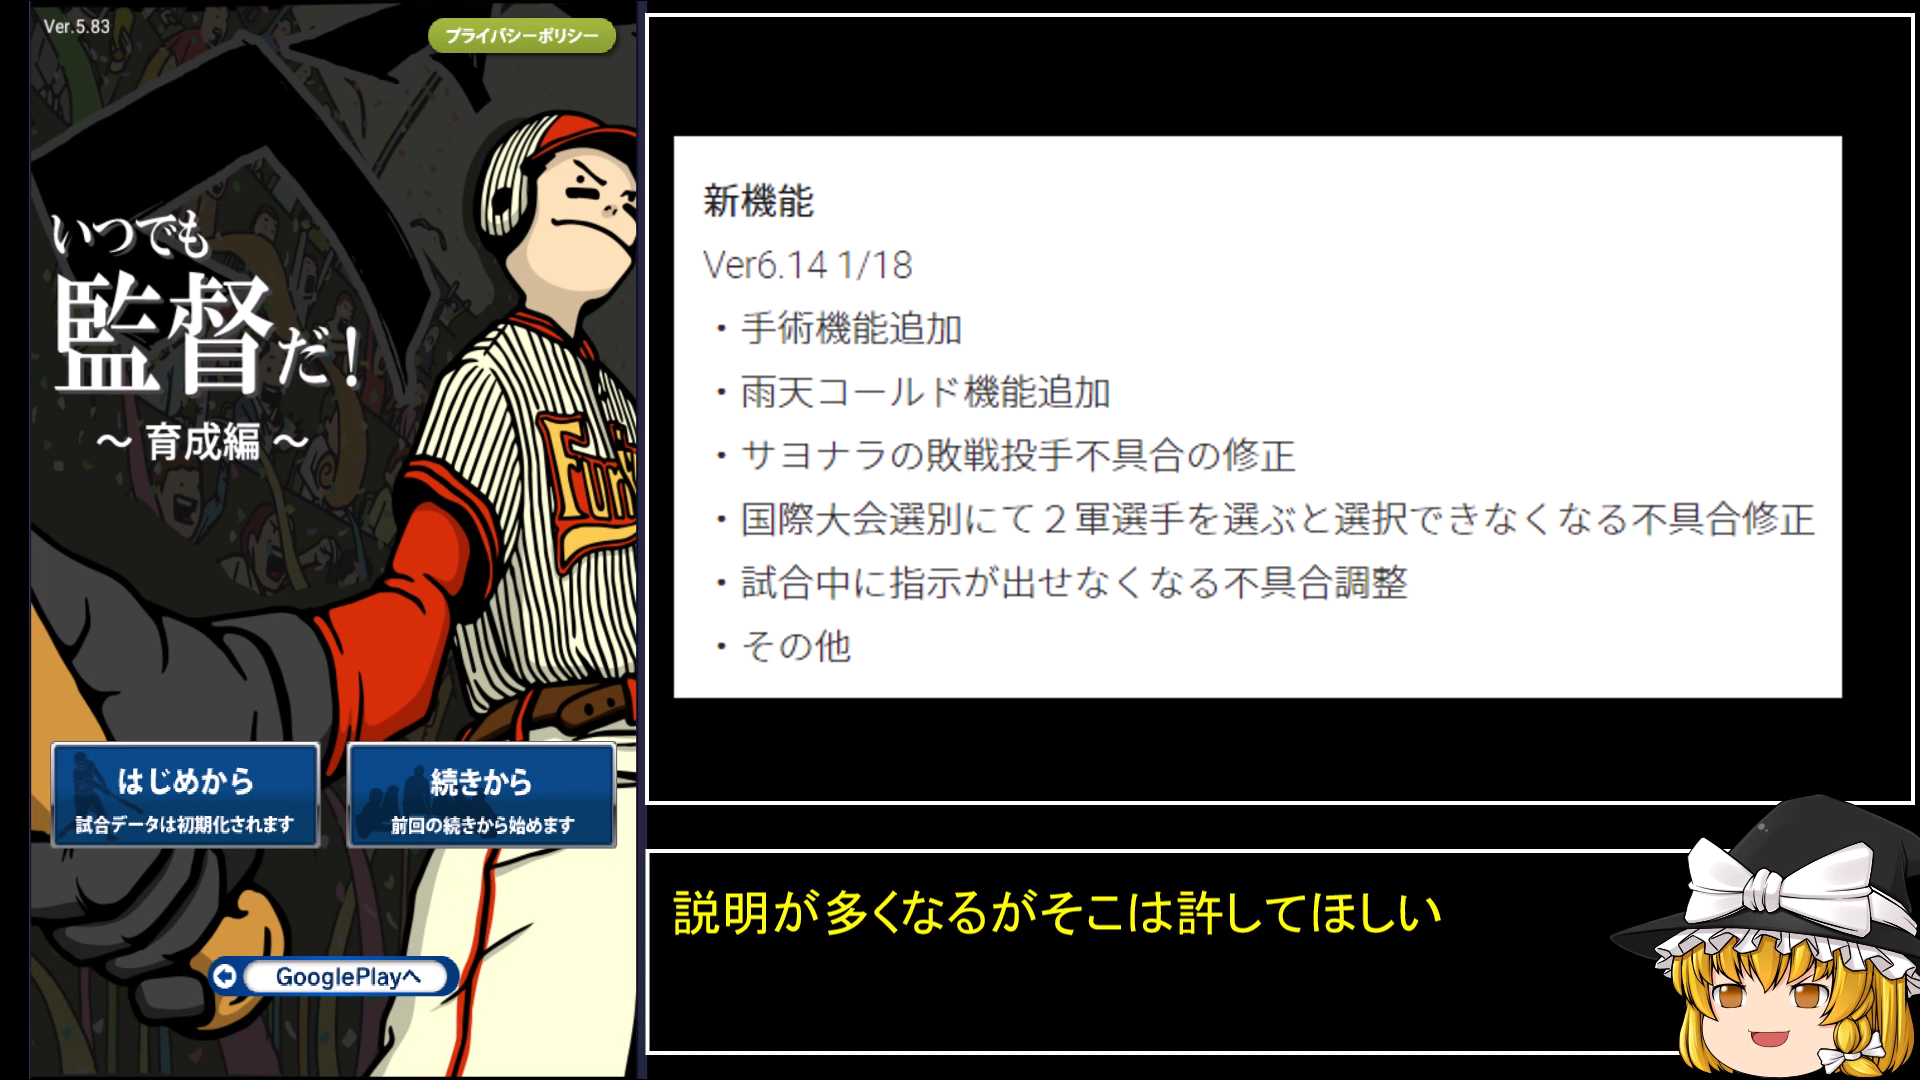 Ver.5.83
プライバシーポリシー
いつでも
監督だ!
～ 育成編 ～
はじめから
試合データは初期化されます
続きから
前回の続きから始めます
GooglePlayへ
新機能
Ver6.14 1/18
・手術機能追加
・雨天コールド機能追加
・サヨナラの敗戦投手不具合の修正
・国際大会選別にて２軍選手を選ぶと選択できなくなる不具合修正
・試合中に指示が出せなくなる不具合調整
・その他
説明が多くなるがそこは許してほしい